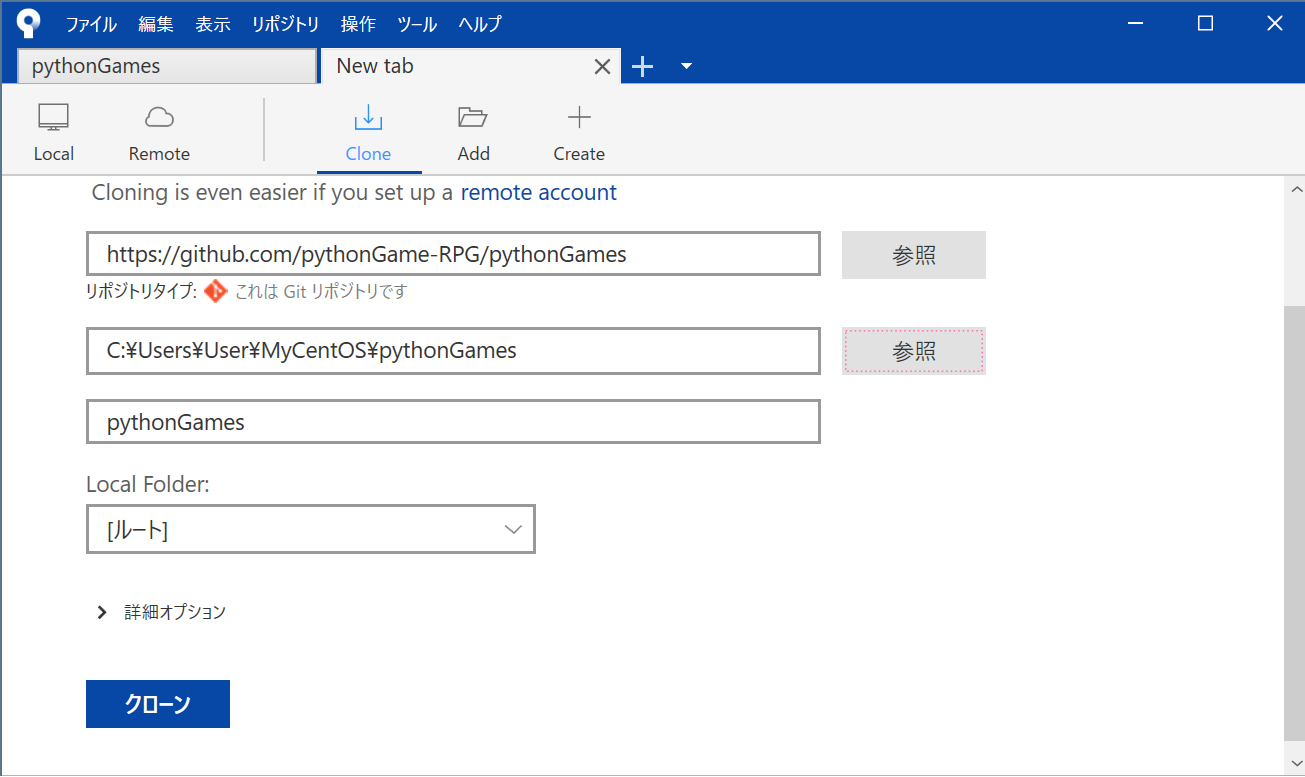 ファイル 編集 表示 リポジトリ 操作 ツール ヘルプ
pythonGames New tab
Local Remote Clone Add Create
Cloning is even easier if you set up a remote account
https://github.com/pythonGame-RPG/pythonGames 参照
リポジトリタイプ: これは Git リポジトリです
C:¥Users¥User¥MyCentOS¥pythonGames 参照
pythonGames
Local Folder:
[ルート]
詳細オプション
クローン